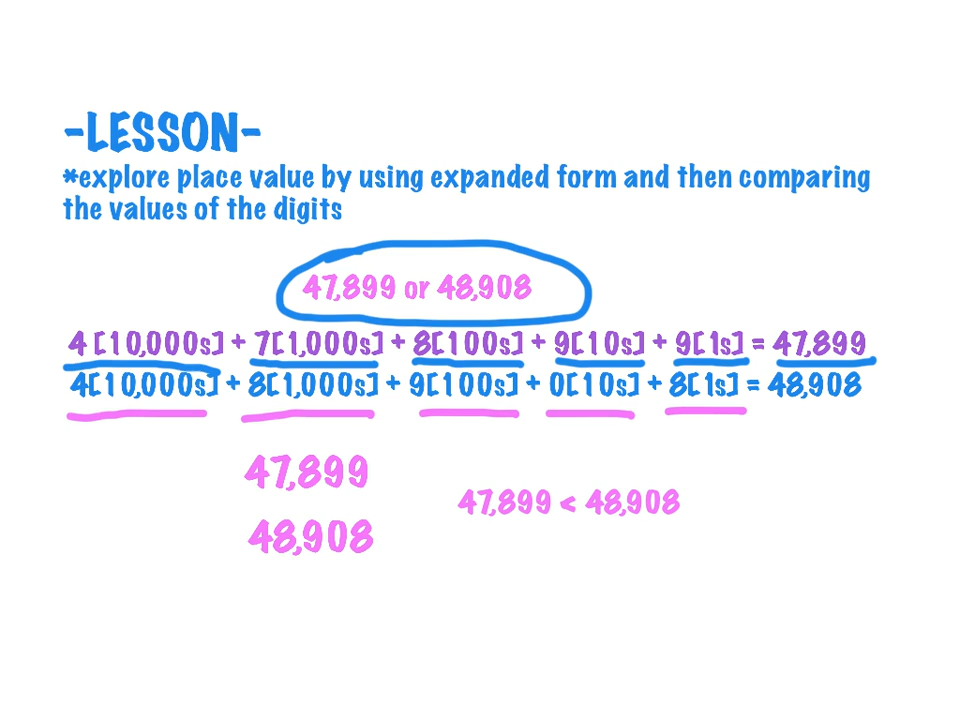 -LESSON-
*explore place value by using expanded form and then comparing
the values of the digits
47,899 or 48,908
4 [10,000s] + 7[1,000s] + 8[100s] + 9[10s] + 9[1s] = 47,899
4[10,000s] + 8[1,000s] + 9[100s] + 0[10s] + 8[1s] = 48,908
47,899
47,899 < 48,908
48,908